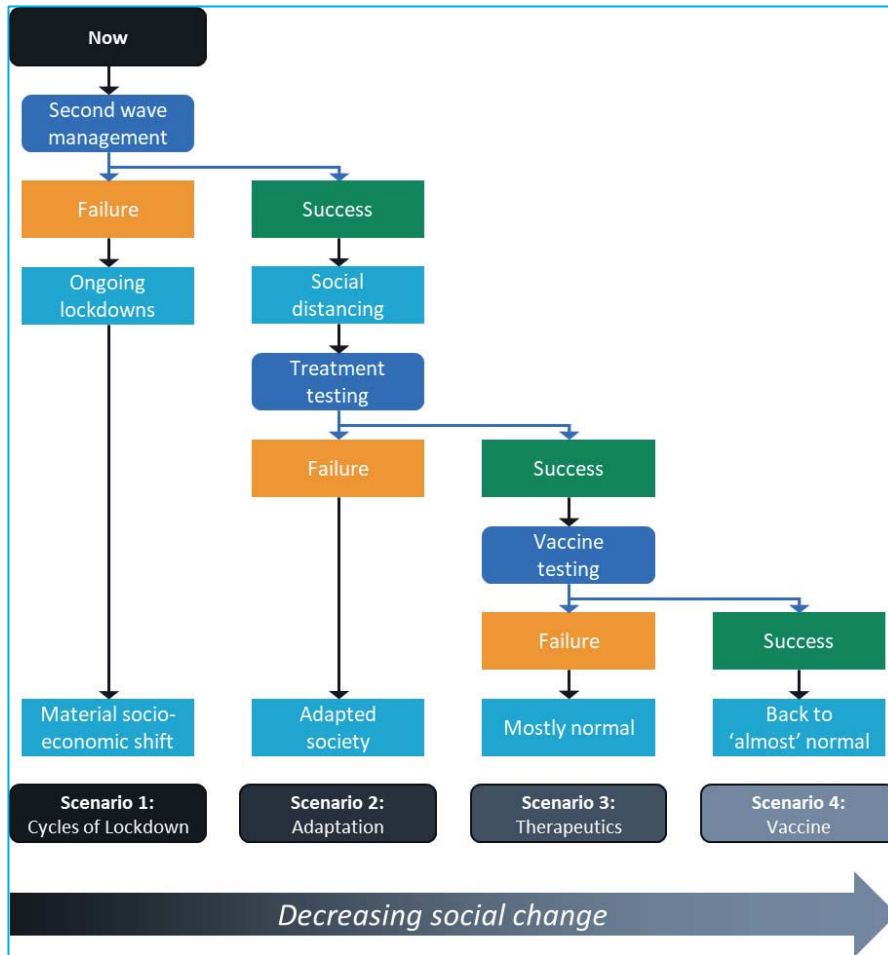 Now
Second wave
management
Failure
Success
Ongoing
lockdowns
Social
distancing
Treatment
testing
Failure
Success
Vaccine
testing
Failure
Success
Material socio-
economic shift
Adapted
society
Mostly normal
Back to
‘almost’ normal
Scenario 1:
Cycles of Lockdown
Scenario 2:
Adaptation
Scenario 3:
Therapeutics
Scenario 4:
Vaccine
Decreasing social change